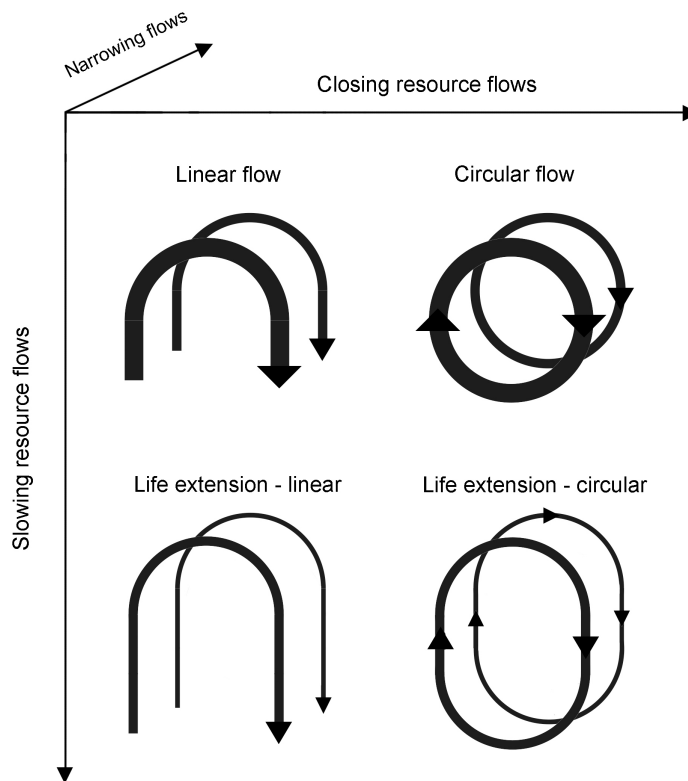 Narrowing flows
Closing resource flows
Linear flow
Circular flow
Slowing resource flows
Life extension - linear
Life extension - circular